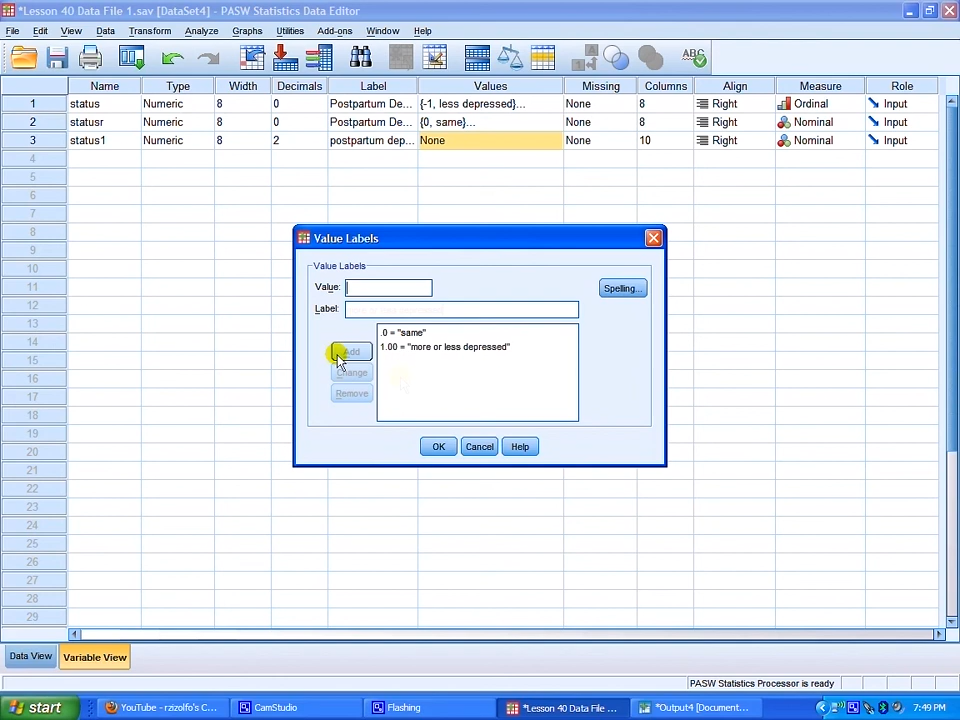 *Lesson 40 Data File 1.sav [DataSet4] - PASW Statistics Data Editor
File Edit View Data Transform Analyze Graphs Utilities Add-ons Window Help
Name Type Width Decimals Label Values Missing Columns Align Measure Role
1 status Numeric 8 0 Postpartum De... {-1, less depressed}... None 8 Right Ordinal Input
2 statusr Numeric 8 0 Postpartum De... {0, same}... None 8 Right Nominal Input
3 status1 Numeric 8 2 postpartum dep... None None 10 Right Nominal Input
4
5
6
7
8
9
10
11
12
13
14
15
16
17
18
19
20
21
22
23
24
25
26
27
28
29
Value Labels
Value Labels
Value:
Spelling...
Label:
.0 = "same"
1.00 = "more or less depressed"
Add
Change
Remove
OK Cancel Help
Data View Variable View
PASW Statistics Processor is ready
start YouTube - rzizolfo's C... CamStudio Flashing *Lesson 40 Data File ... *Output4 [Document... 7:49 PM